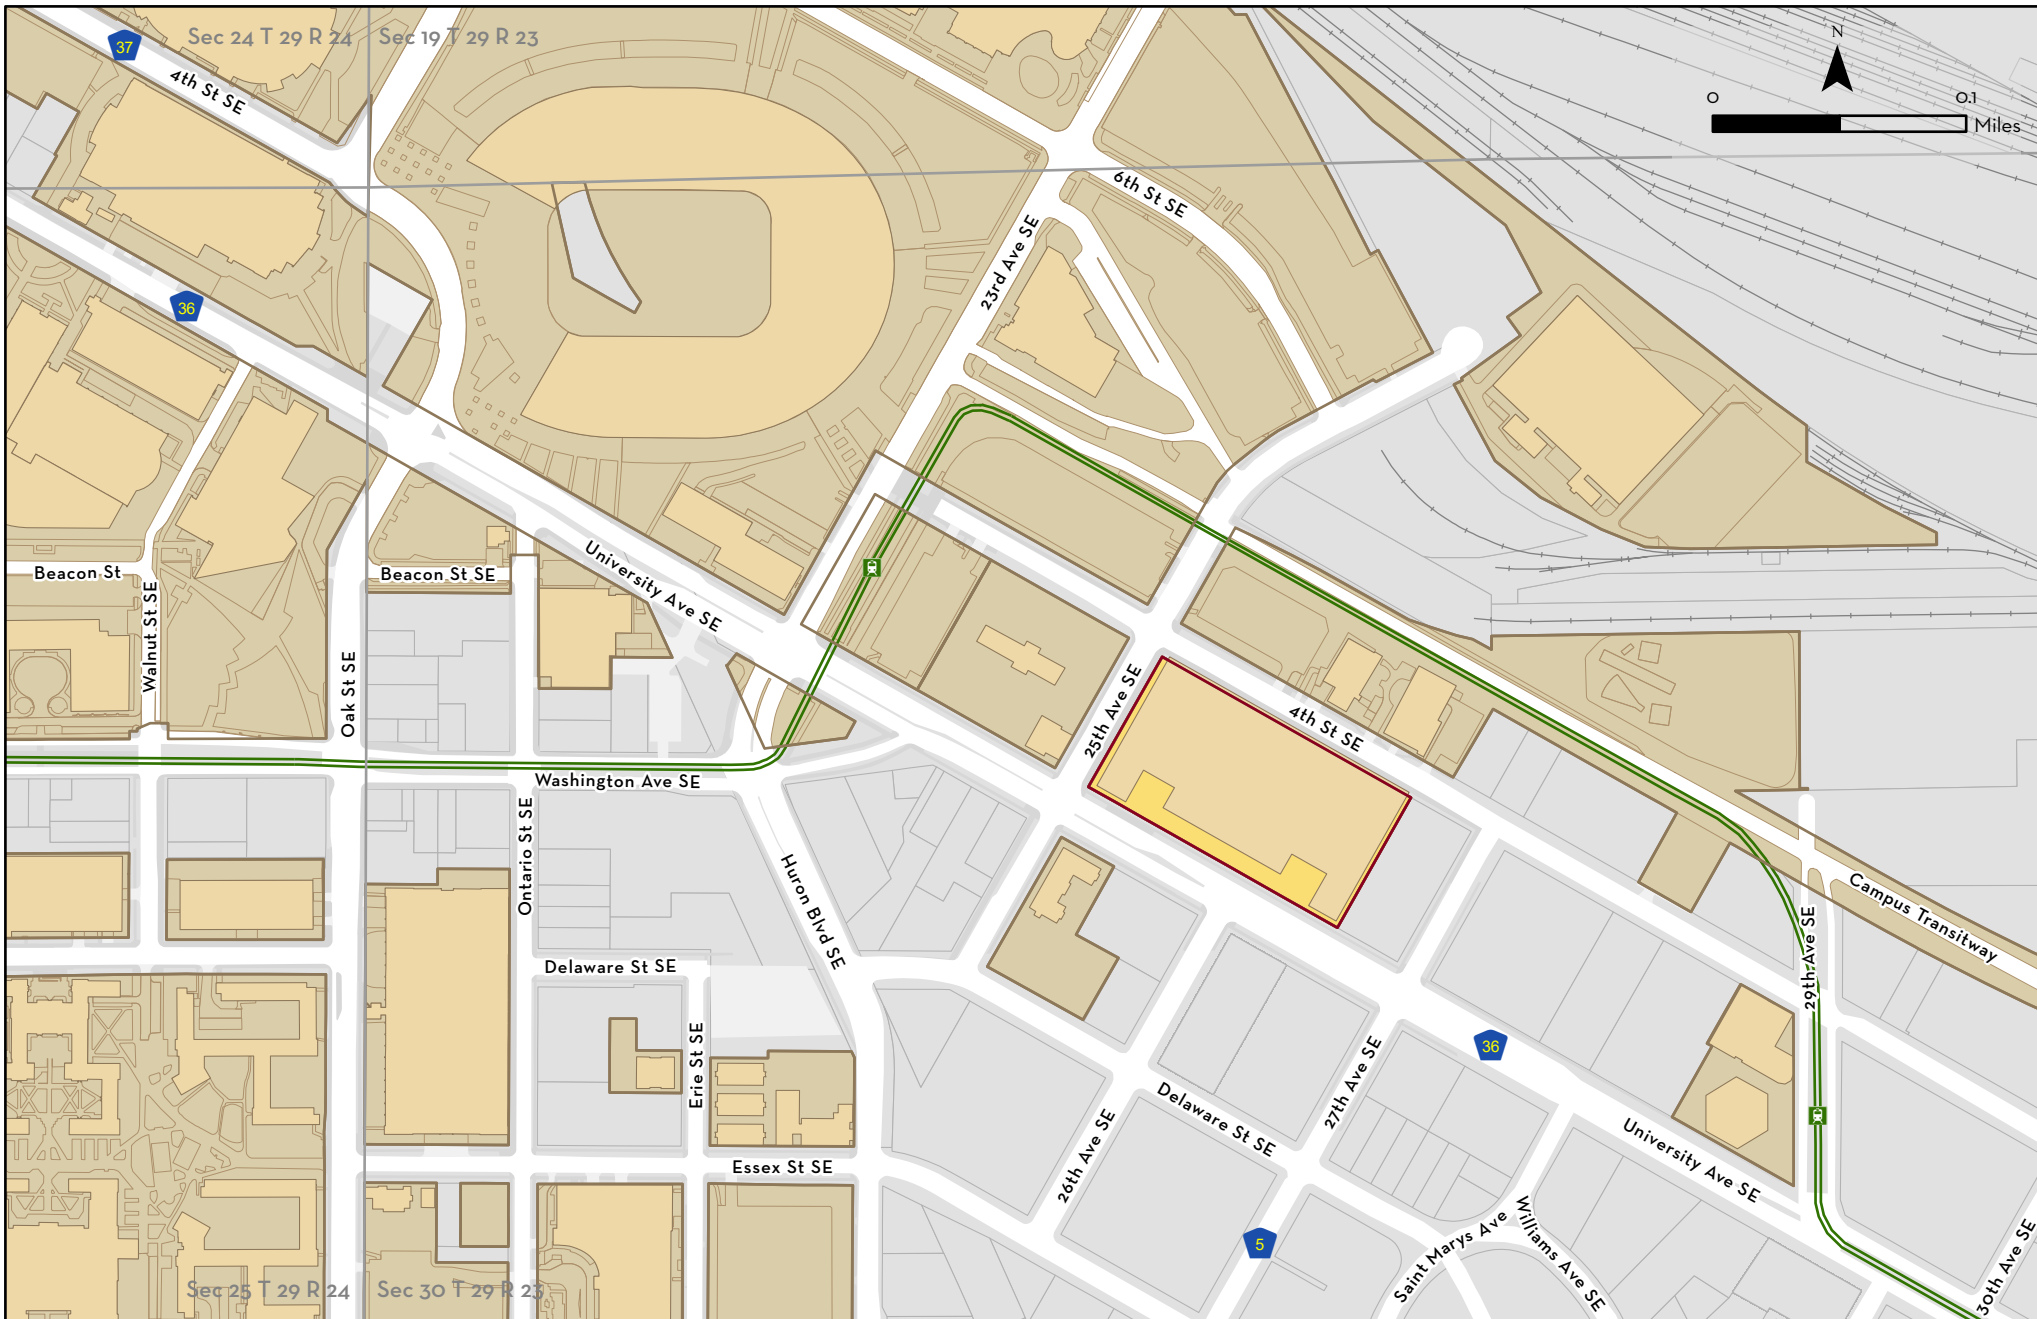 37
Sec 24 T 29 R 24
Sec 19 T 29 R 23
N
0
0.1
Miles
4th St SE
6th St SE
23rd Ave SE
36
University Ave SE
Beacon St
Beacon St SE
Walnut St SE
Oak St SE
25th Ave SE
4th St SE
Washington Ave SE
Ontario St SE
Huron Blvd SE
Campus Transitway
29th Ave SE
Delaware St SE
Erie St SE
36
27th Ave SE
Delaware St SE
26th Ave SE
University Ave SE
Essex St SE
5
Saint Marys Ave
Williams Ave SE
30th Ave SE
Sec 25 T 29 R 24
Sec 30 T 29 R 23